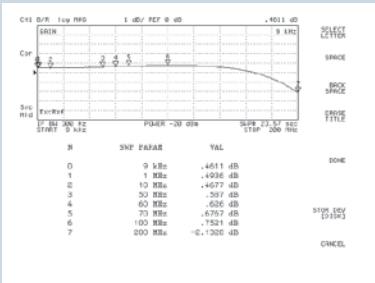 CH1 B/R log MAG 1 dB/ REF 0 dB .4611 dB
GAIN 9 kHz
Cor
Svc
Hld
ExtRef
IF BW 300 Hz POWER -20 dBm SWP# 23.57 sec
START 9 kHz STOP 200 MHz
N SWP PARAM VAL
0 9 kHz .4611 dB
1 1 MHz .4936 dB
2 10 MHz .4677 dB
3 50 MHz .587 dB
4 60 MHz .626 dB
5 70 MHz .6757 dB
6 100 MHz .7521 dB
7 200 MHz -2.1320 dB
SELECT
LETTER
SPACE
BACK
SPACE
ERASE
TITLE
DONE
STOR DEV
[DISK]
CANCEL